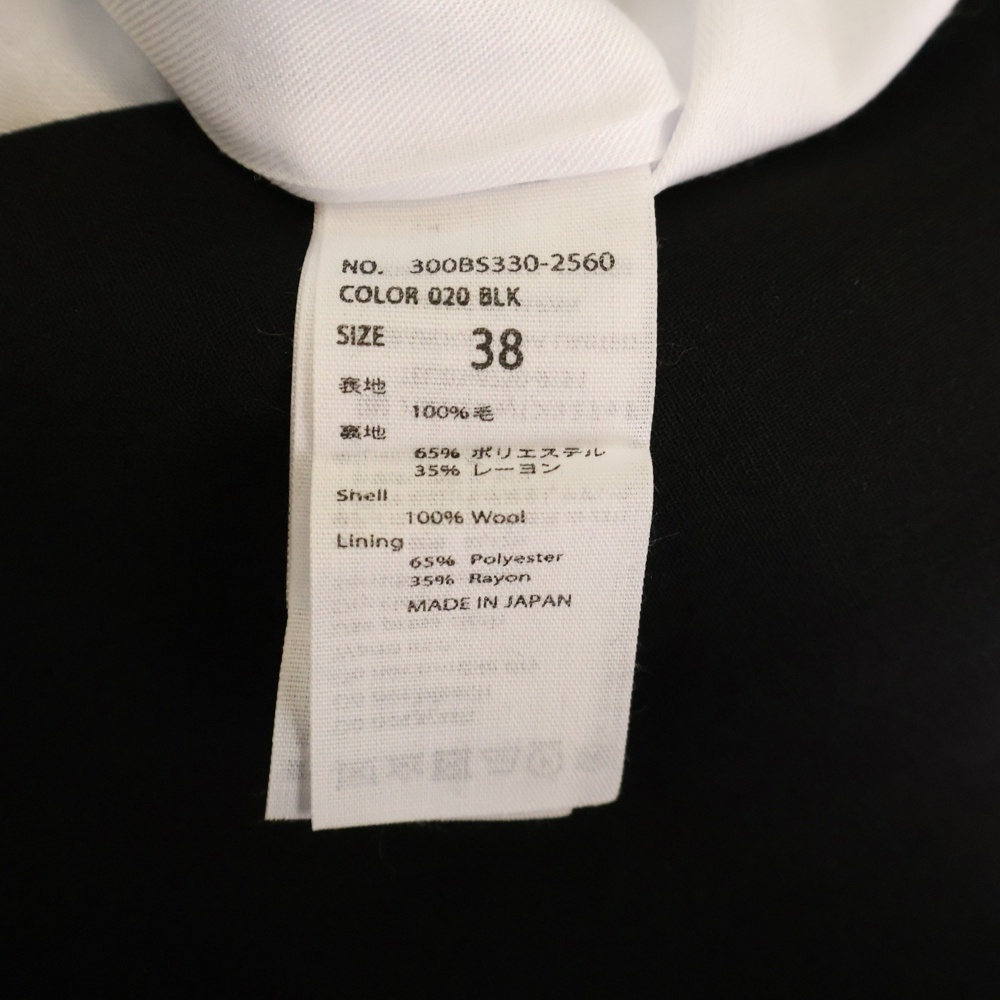 NO. 300BS330-2560
COLOR 020 BLK
SIZE 38
表地
100% 毛
裏地
65% ポリエステル
35% レーヨン
Shell
100% Wool
Lining
65% Polyester
35% Rayon
MADE IN JAPAN